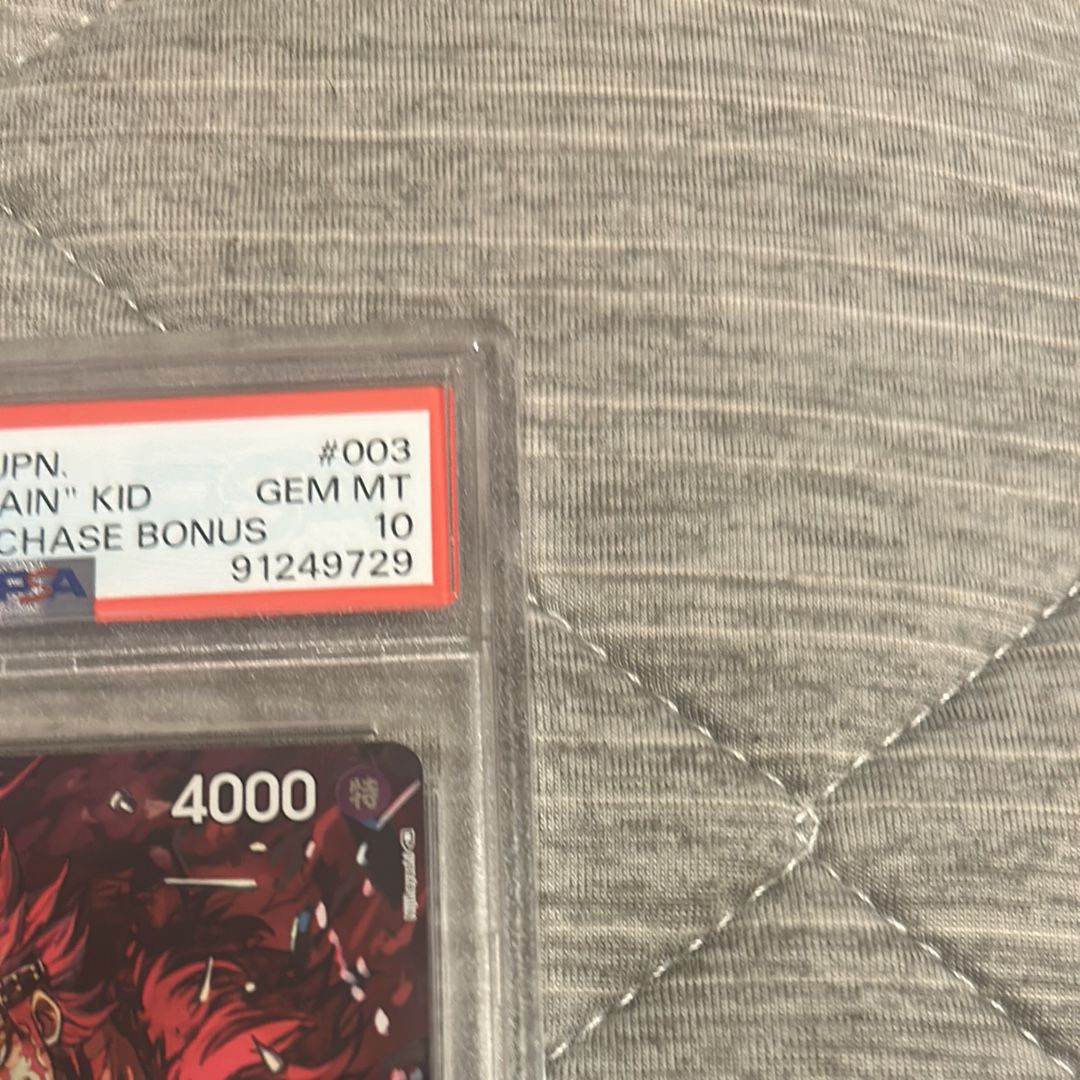 JPN. #003
AIN" KID GEM MT
CHASE BONUS 10
91249729
PSA
4000 特